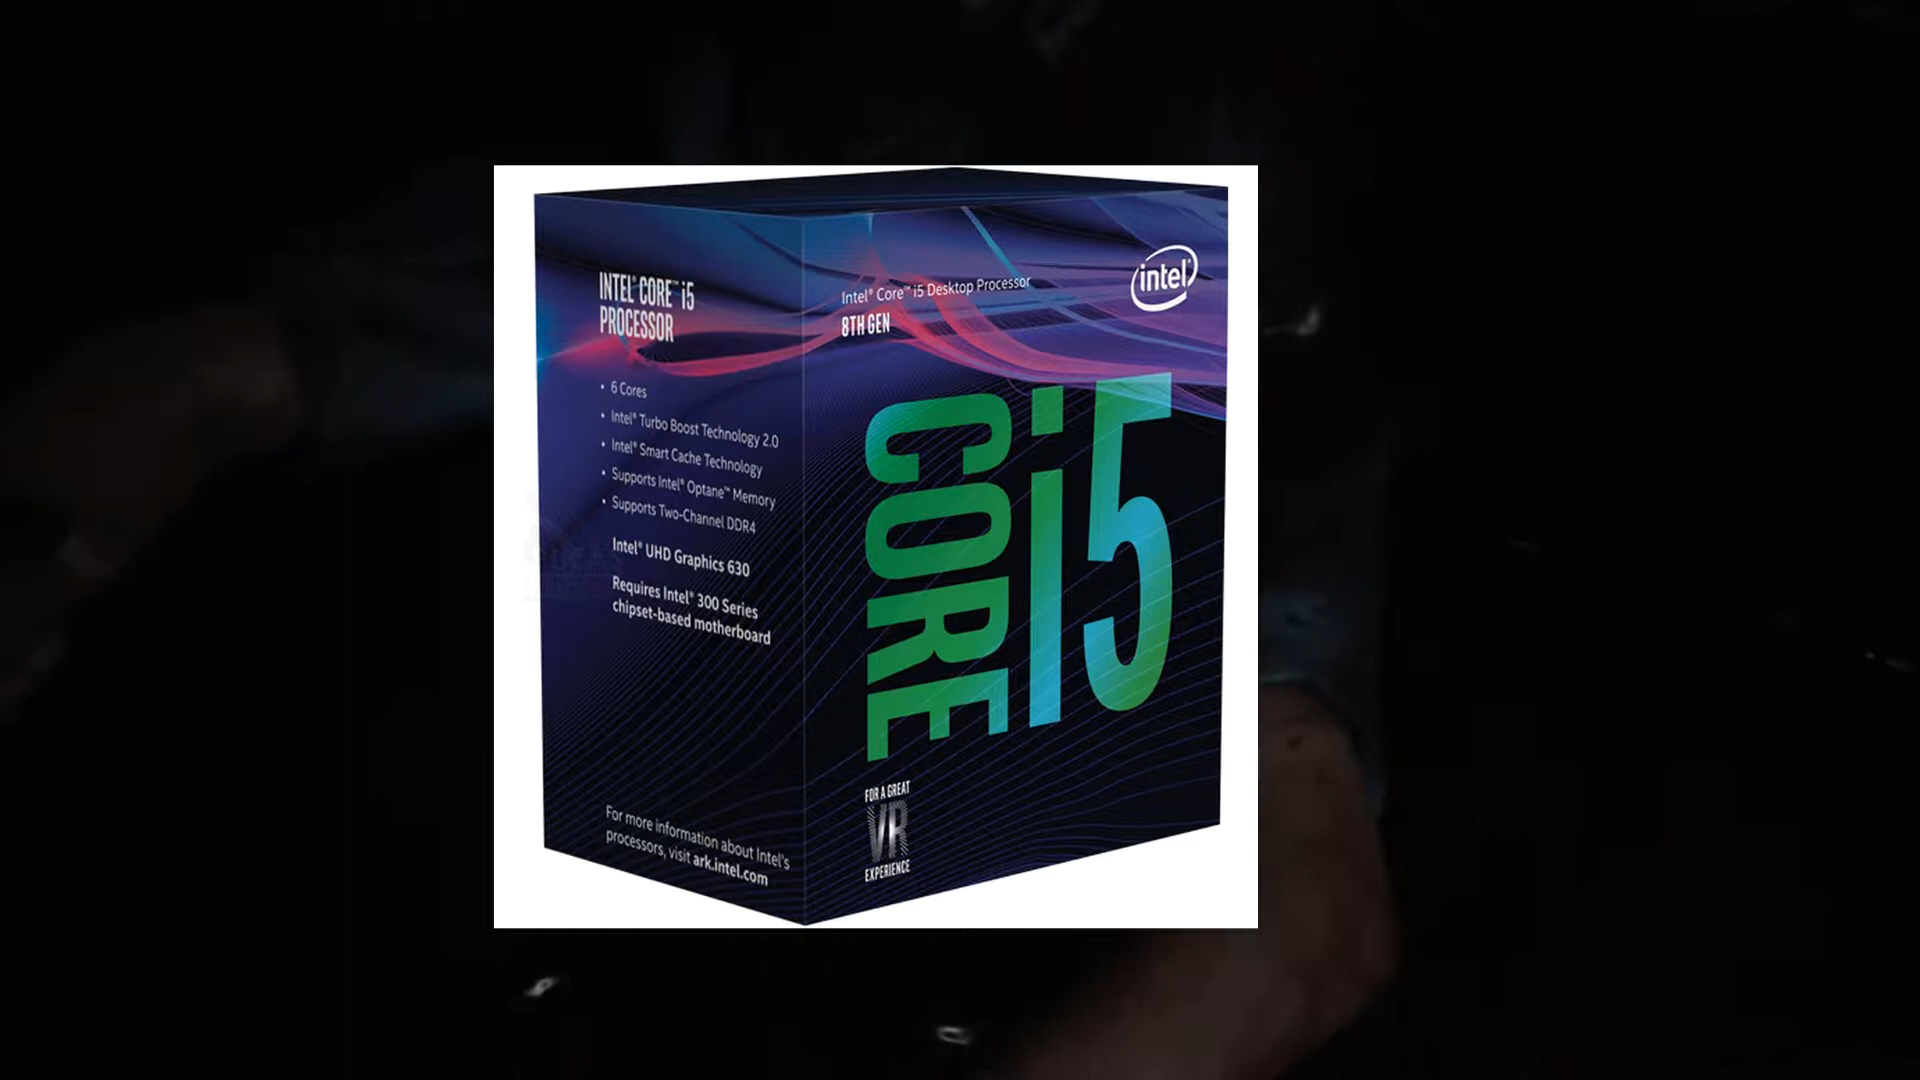 INTEL® CORE™ i5
PROCESSOR
• 6 Cores
• Intel® Turbo Boost Technology 2.0
• Intel® Smart Cache Technology
• Supports Intel® Optane™ Memory
• Supports Two-Channel DDR4
Intel® UHD Graphics 630
Requires Intel® 300 Series
chipset-based motherboard
For more information about Intel's
processors, visit ark.intel.com
Intel® Core™ i5 Desktop Processor
8TH GEN
intel
CORE i5
FOR A GREAT
VR
EXPERIENCE